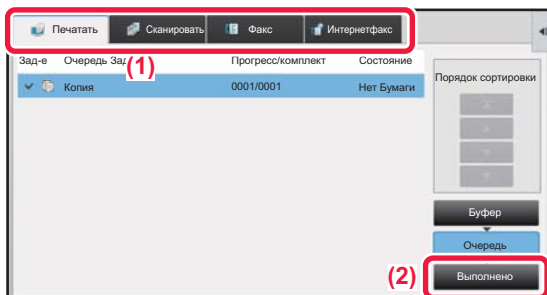 Печатать Сканировать Факс Интернетфакс
Зад-е Очередь Зад Прогресс/комплект Состояние
(1)
Копия 0001/0001 Нет Бумаги
Порядок сортировки
Буфер
Очередь
(2) Выполнено